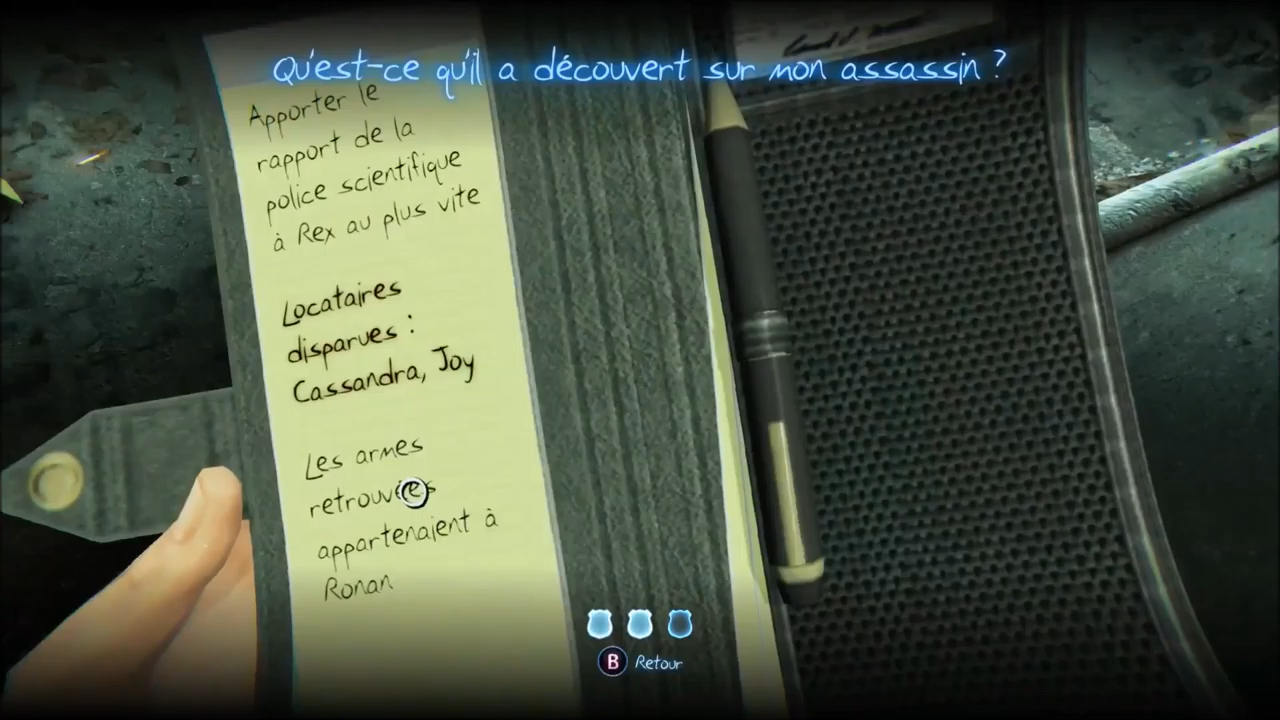 Qu'est-ce qu'il a découvert sur mon assassin ?
Apporter le
rapport de la
police scientifique
à Rex au plus vite
Locataires
disparues :
Cassandra, Joy
Les armes
retrouvées
appartenaient à
Ronan
B Retour